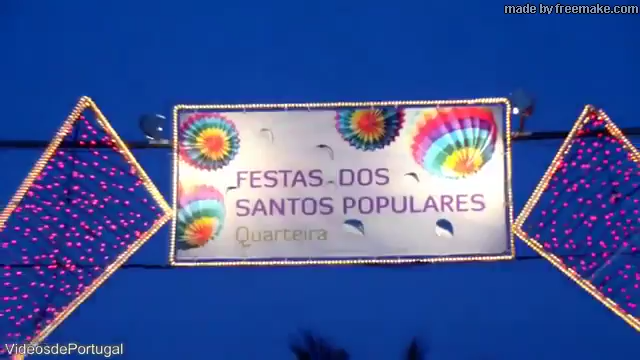 made by freemake.com
FESTAS DOS
SANTOS POPULARES
Quarteira
VideosdePortugal